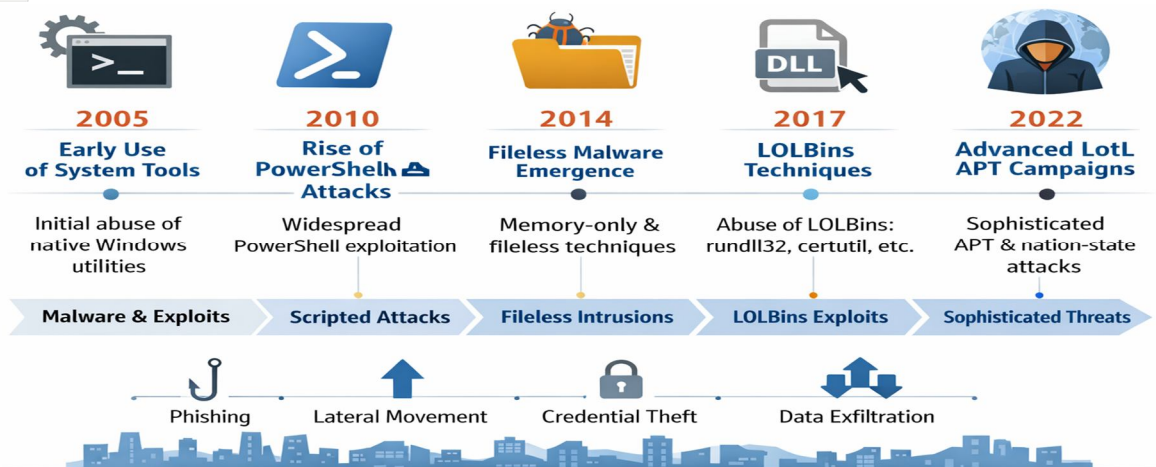 >_
DLL
2005
2010
2014
2017
2022
Early Use
of System Tools
Rise of
PowerShell
Attacks
Fileless Malware
Emergence
LOLBins
Techniques
Advanced LotL
APT Campaigns
Initial abuse of
native Windows
utilities
Widespread
PowerShell exploitation
Memory-only &
fileless techniques
Abuse of LOLBins:
rundll32, certutil, etc.
Sophisticated
APT & nation-state
attacks
Malware & Exploits
Scripted Attacks
Fileless Intrusions
LOLBins Exploits
Sophisticated Threats
Phishing
Lateral Movement
Credential Theft
Data Exfiltration